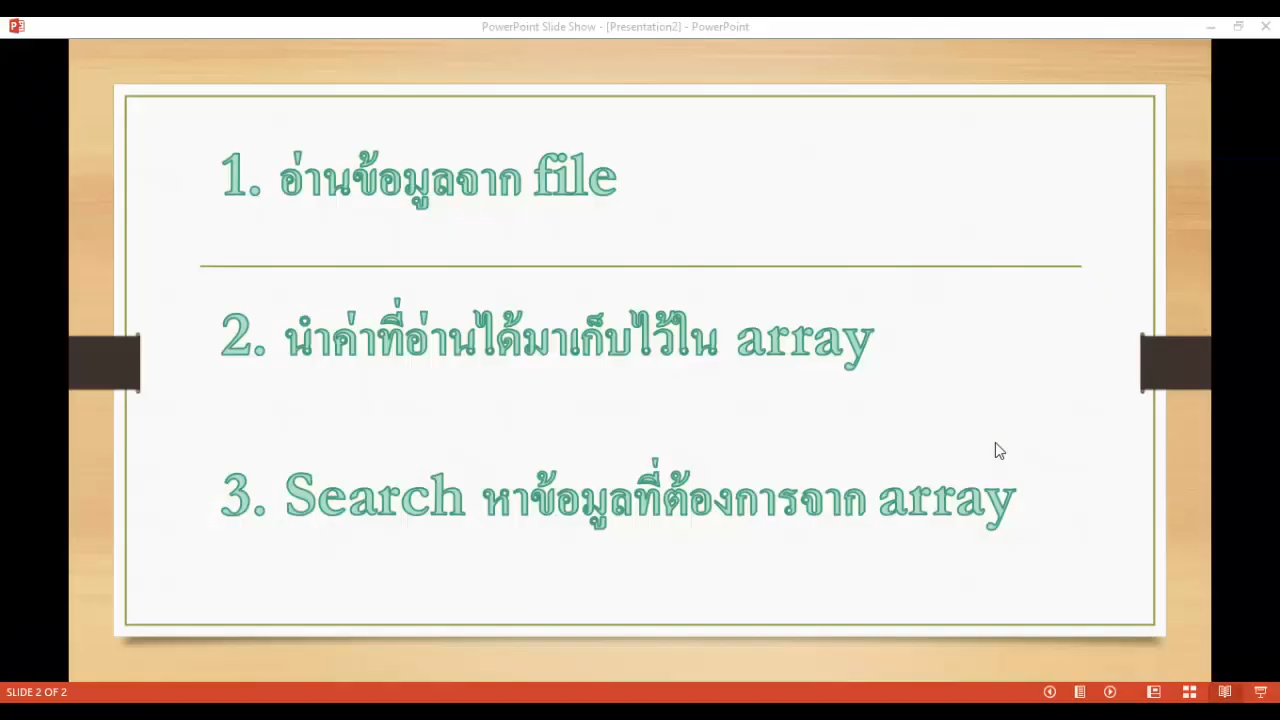 PowerPoint Slide Show - [Presentation2] - PowerPoint
1. อ่านข้อมูลจาก file
2. นำค่าที่อ่านได้มาเก็บไว้ใน array
3. Search หาข้อมูลที่ต้องการจาก array
SLIDE 2 OF 2